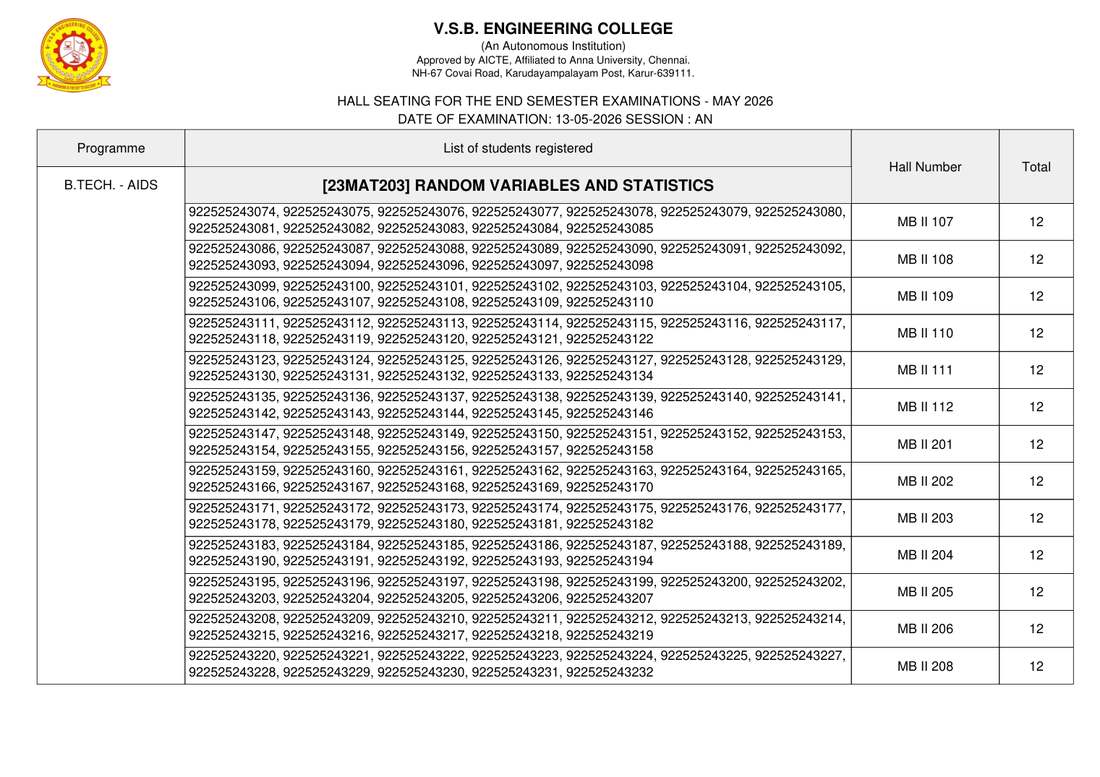 V.S.B. ENGINEERING COLLEGE
(An Autonomous Institution)
Approved by AICTE, Affiliated to Anna University, Chennai.
NH-67 Covai Road, Karudayampalayam Post, Karur-639111.
HALL SEATING FOR THE END SEMESTER EXAMINATIONS - MAY 2026
DATE OF EXAMINATION: 13-05-2026 SESSION : AN
Programme List of students registered Hall Number Total
B.TECH. - AIDS [23MAT203] RANDOM VARIABLES AND STATISTICS
922525243074, 922525243075, 922525243076, 922525243077, 922525243078, 922525243079, 922525243080,
922525243081, 922525243082, 922525243083, 922525243084, 922525243085
MB II 107 12
922525243086, 922525243087, 922525243088, 922525243089, 922525243090, 922525243091, 922525243092,
922525243093, 922525243094, 922525243096, 922525243097, 922525243098
MB II 108 12
922525243099, 922525243100, 922525243101, 922525243102, 922525243103, 922525243104, 922525243105,
922525243106, 922525243107, 922525243108, 922525243109, 922525243110
MB II 109 12
922525243111, 922525243112, 922525243113, 922525243114, 922525243115, 922525243116, 922525243117,
922525243118, 922525243119, 922525243120, 922525243121, 922525243122
MB II 110 12
922525243123, 922525243124, 922525243125, 922525243126, 922525243127, 922525243128, 922525243129,
922525243130, 922525243131, 922525243132, 922525243133, 922525243134
MB II 111 12
922525243135, 922525243136, 922525243137, 922525243138, 922525243139, 922525243140, 922525243141,
922525243142, 922525243143, 922525243144, 922525243145, 922525243146
MB II 112 12
922525243147, 922525243148, 922525243149, 922525243150, 922525243151, 922525243152, 922525243153,
922525243154, 922525243155, 922525243156, 922525243157, 922525243158
MB II 201 12
922525243159, 922525243160, 922525243161, 922525243162, 922525243163, 922525243164, 922525243165,
922525243166, 922525243167, 922525243168, 922525243169, 922525243170
MB II 202 12
922525243171, 922525243172, 922525243173, 922525243174, 922525243175, 922525243176, 922525243177,
922525243178, 922525243179, 922525243180, 922525243181, 922525243182
MB II 203 12
922525243183, 922525243184, 922525243185, 922525243186, 922525243187, 922525243188, 922525243189,
922525243190, 922525243191, 922525243192, 922525243193, 922525243194
MB II 204 12
922525243195, 922525243196, 922525243197, 922525243198, 922525243199, 922525243200, 922525243202,
922525243203, 922525243204, 922525243205, 922525243206, 922525243207
MB II 205 12
922525243208, 922525243209, 922525243210, 922525243211, 922525243212, 922525243213, 922525243214,
922525243215, 922525243216, 922525243217, 922525243218, 922525243219
MB II 206 12
922525243220, 922525243221, 922525243222, 922525243223, 922525243224, 922525243225, 922525243227,
922525243228, 922525243229, 922525243230, 922525243231, 922525243232
MB II 208 12